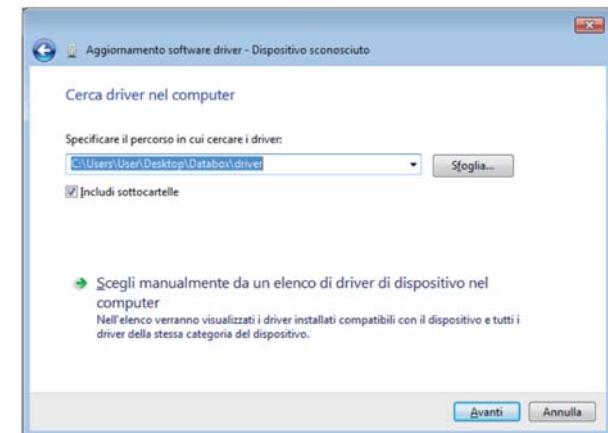 Aggiornamento software driver - Dispositivo sconosciuto
Cerca driver nel computer
Specificare il percorso in cui cercare i driver:
C:\Users\User\Desktop\Databox\driver
Sfoglia...
Includi sottocartelle
Scegli manualmente da un elenco di driver di dispositivo nel
computer
Nell'elenco verranno visualizzati i driver installati compatibili con il dispositivo e tutti i
driver della stessa categoria del dispositivo.
Avanti
Annulla